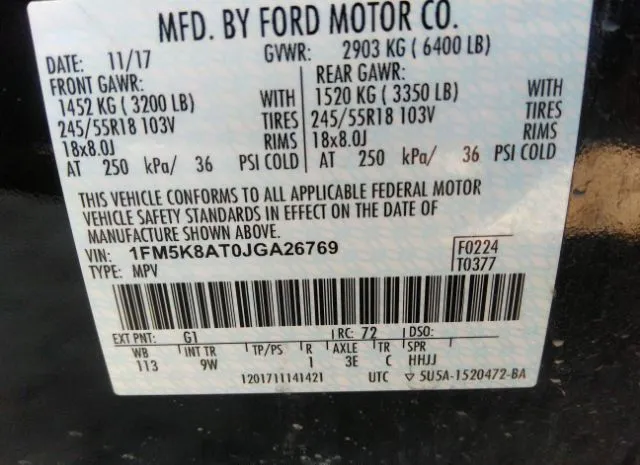 MFD. BY FORD MOTOR CO.
DATE: 11/17 GVWR: 2903 KG ( 6400 LB)
FRONT GAWR: REAR GAWR:
1452 KG ( 3200 LB) WITH 1520 KG ( 3350 LB) WITH
245/55R18 103V TIRES 245/55R18 103V TIRES
18x8.0J RIMS 18x8.0J RIMS
AT 250 kPa/ 36 PSI COLD AT 250 kPa/ 36 PSI COLD
THIS VEHICLE CONFORMS TO ALL APPLICABLE FEDERAL MOTOR
VEHICLE SAFETY STANDARDS IN EFFECT ON THE DATE OF
MANUFACTURE SHOWN ABOVE.
VIN: 1FM5K8AT0JGA26769 F0224
TYPE: MPV T0377
EXT PNT: G1 RC: 72 DSO:
WB INT TR TP/PS R AXLE TR SPR
113 9W 1 3E C HHJJ
1201711141421 UTC 5U5A-1520472-BA